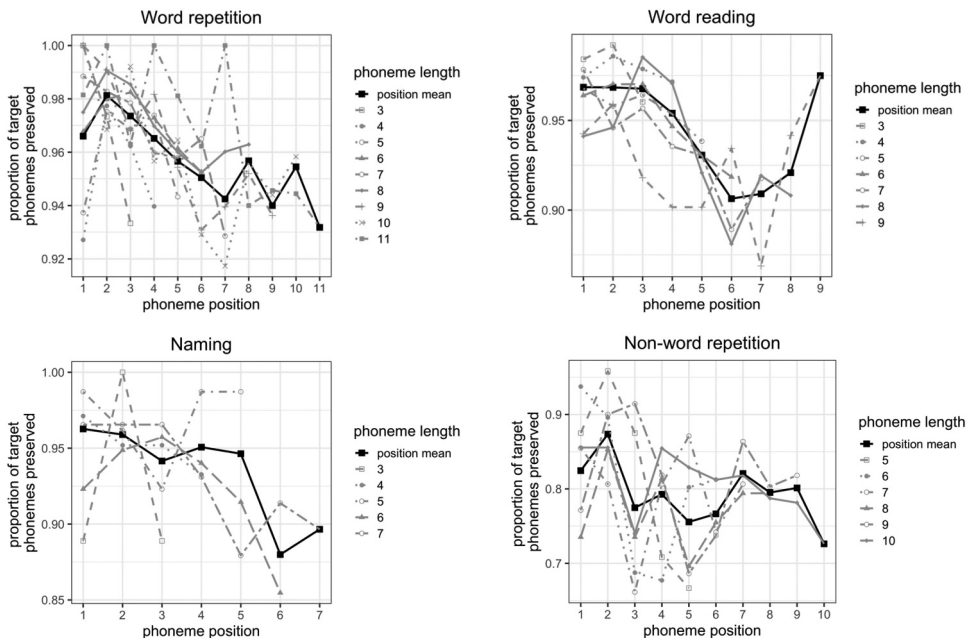 Word repetition
proportion of target
phonemes preserved
1.00
0.98
0.96
0.94
0.92
1 2 3 4 5 6 7 8 9 10 11
phoneme position
phoneme length
position mean
3
4
5
6
7
8
9
10
11
Word reading
proportion of target
phonemes preserved
0.95
0.90
1 2 3 4 5 6 7 8 9
phoneme position
phoneme length
position mean
3
4
5
6
7
8
9
Naming
proportion of target
phonemes preserved
1.00
0.95
0.90
0.85
1 2 3 4 5 6 7
phoneme position
phoneme length
position mean
3
4
5
6
7
Non-word repetition
proportion of target
phonemes preserved
0.9
0.8
0.7
1 2 3 4 5 6 7 8 9 10
phoneme position
phoneme length
position mean
5
6
7
8
9
10